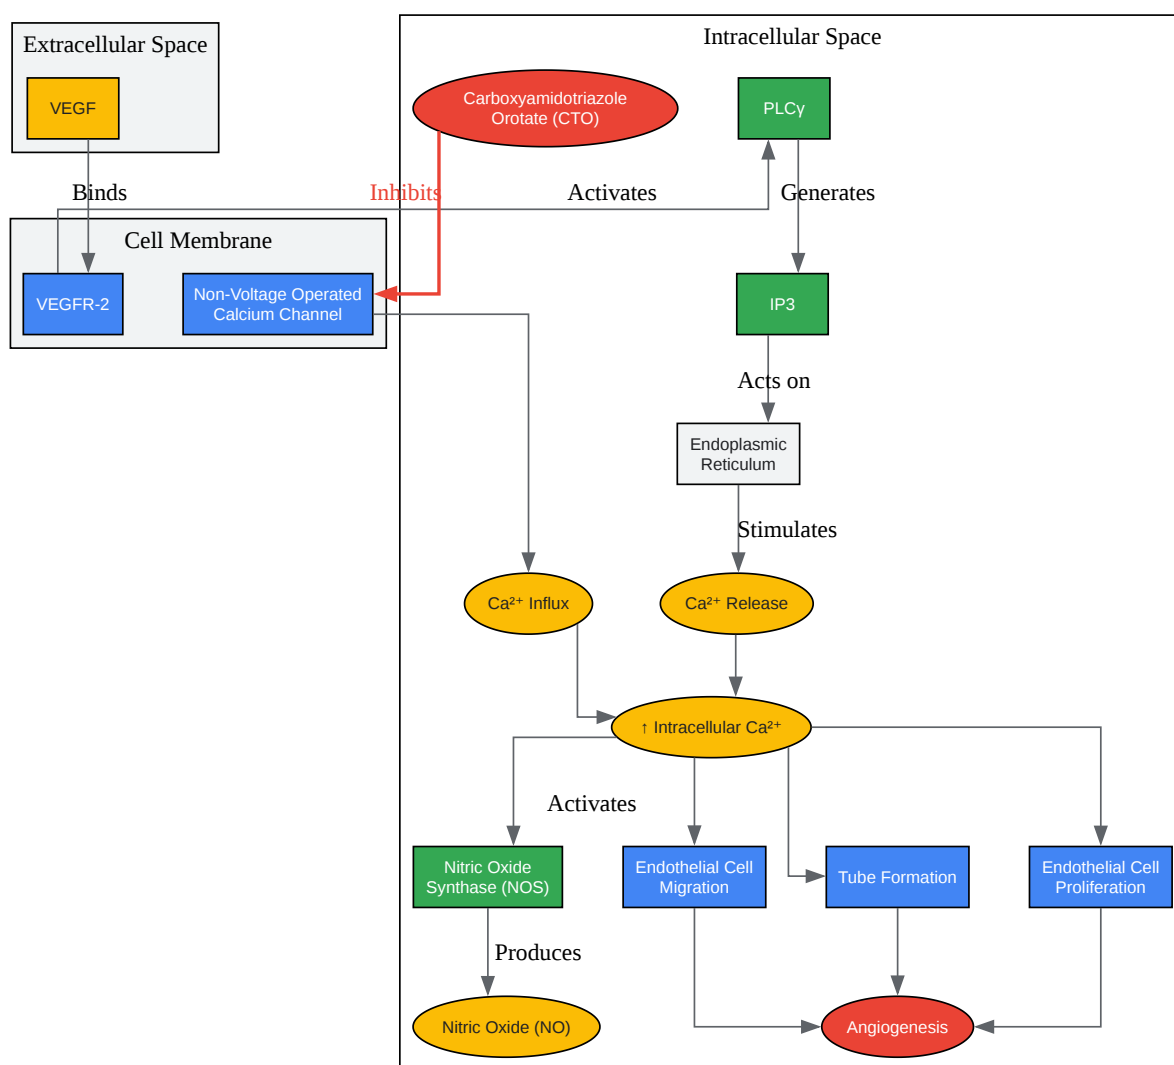 Extracellular Space
Intracellular Space
VEGF
Carboxyamidotriazole
Orotate (CTO)
PLCγ
Binds
Inhibits
Activates
Generates
Cell Membrane
VEGFR-2
Non-Voltage Operated
Calcium Channel
IP3
Acts on
Endoplasmic
Reticulum
Stimulates
Ca²⁺ Influx
Ca²⁺ Release
↑ Intracellular Ca²⁺
Activates
Nitric Oxide
Synthase (NOS)
Endothelial Cell
Migration
Tube Formation
Endothelial Cell
Proliferation
Produces
Nitric Oxide (NO)
Angiogenesis